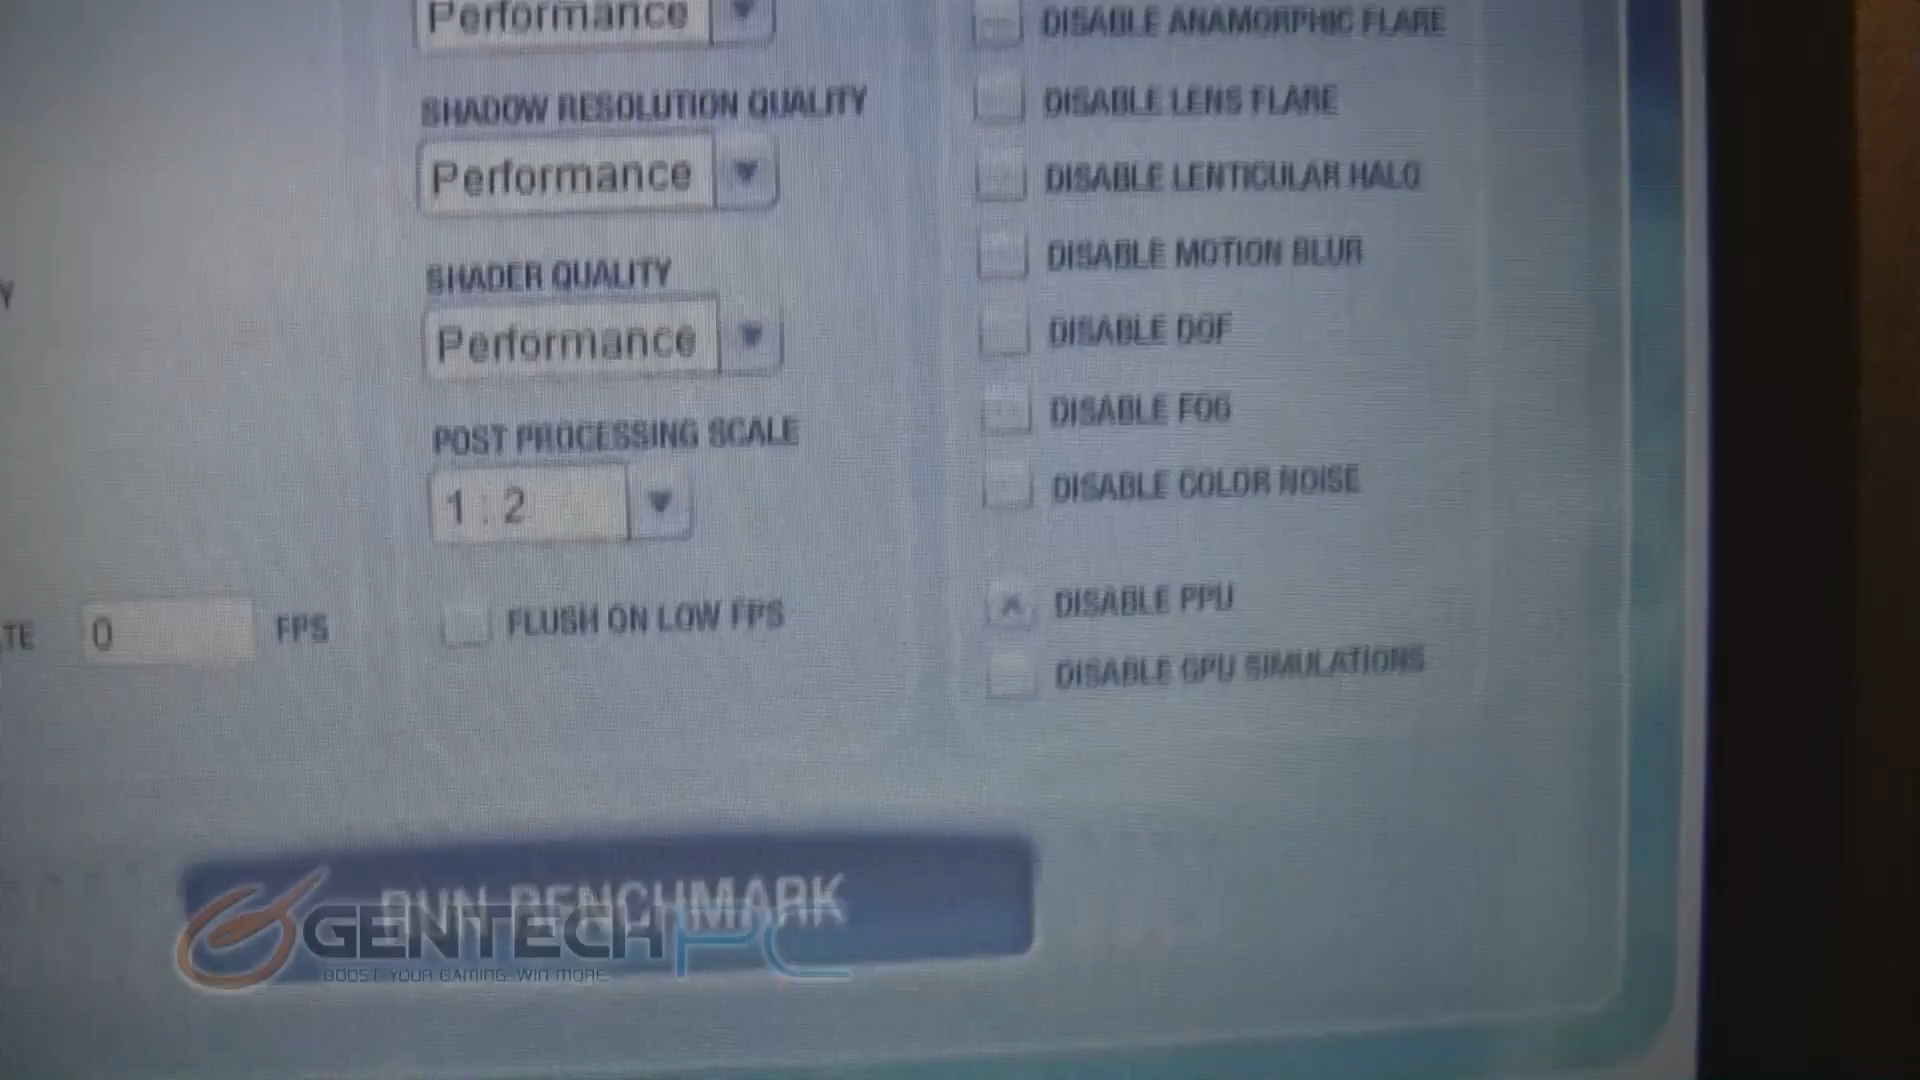 Performance
SHADOW RESOLUTION QUALITY
Performance
SHADER QUALITY
Performance
POST PROCESSING SCALE
1 : 2
Y
TE 0 FPS
FLUSH ON LOW FPS
DISABLE ANAMORPHIC FLARE
DISABLE LENS FLARE
DISABLE LENTICULAR HALO
DISABLE MOTION BLUR
DISABLE DOF
DISABLE FOG
DISABLE COLOR NOISE
DISABLE PPU
DISABLE GPU SIMULATIONS
RUN BENCHMARK
GENTECH PC
BOOST YOUR GAMING. WIN MORE